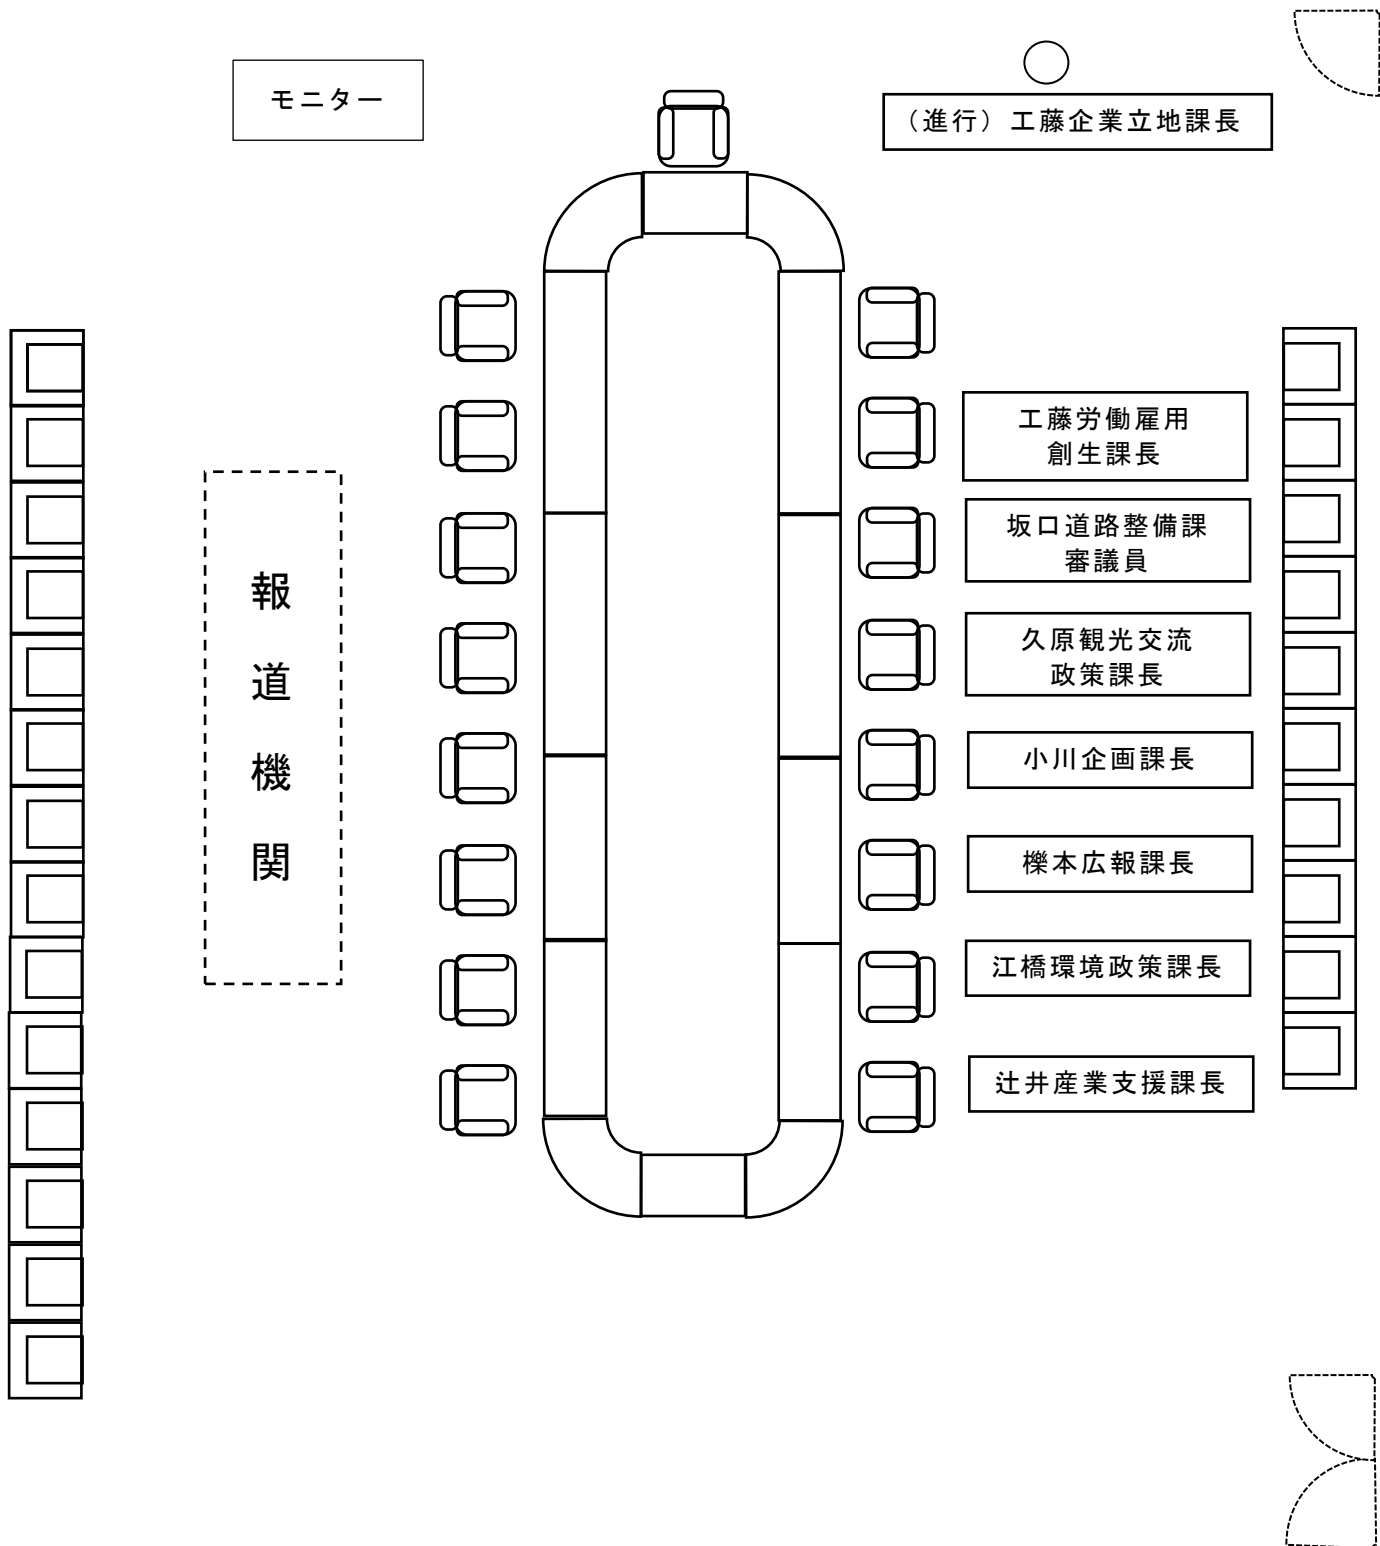 モニター
（進行）工藤企業立地課長
工藤労働雇用
創生課長
坂口道路整備課
審議員
久原観光交流
政策課長
小川企画課長
櫟本広報課長
江橋環境政策課長
辻井産業支援課長
報道機関